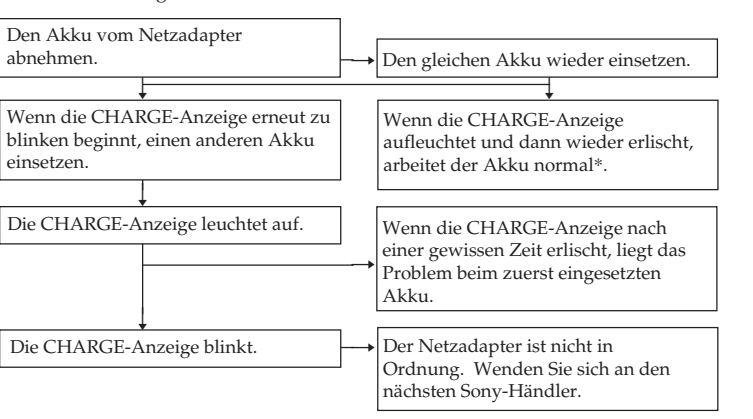 Den Akku vom Netzadapter
abnehmen.
Den gleichen Akku wieder einsetzen.
Wenn die CHARGE-Anzeige erneut zu
blinken beginnt, einen anderen Akku
einsetzen.
Wenn die CHARGE-Anzeige
aufleuchtet und dann wieder erlischt,
arbeitet der Akku normal*.
Die CHARGE-Anzeige leuchtet auf.
Wenn die CHARGE-Anzeige nach
einer gewissen Zeit erlischt, liegt das
Problem beim zuerst eingesetzten
Akku.
Die CHARGE-Anzeige blinkt.
Der Netzadapter ist nicht in
Ordnung. Wenden Sie sich an den
nächsten Sony-Händler.